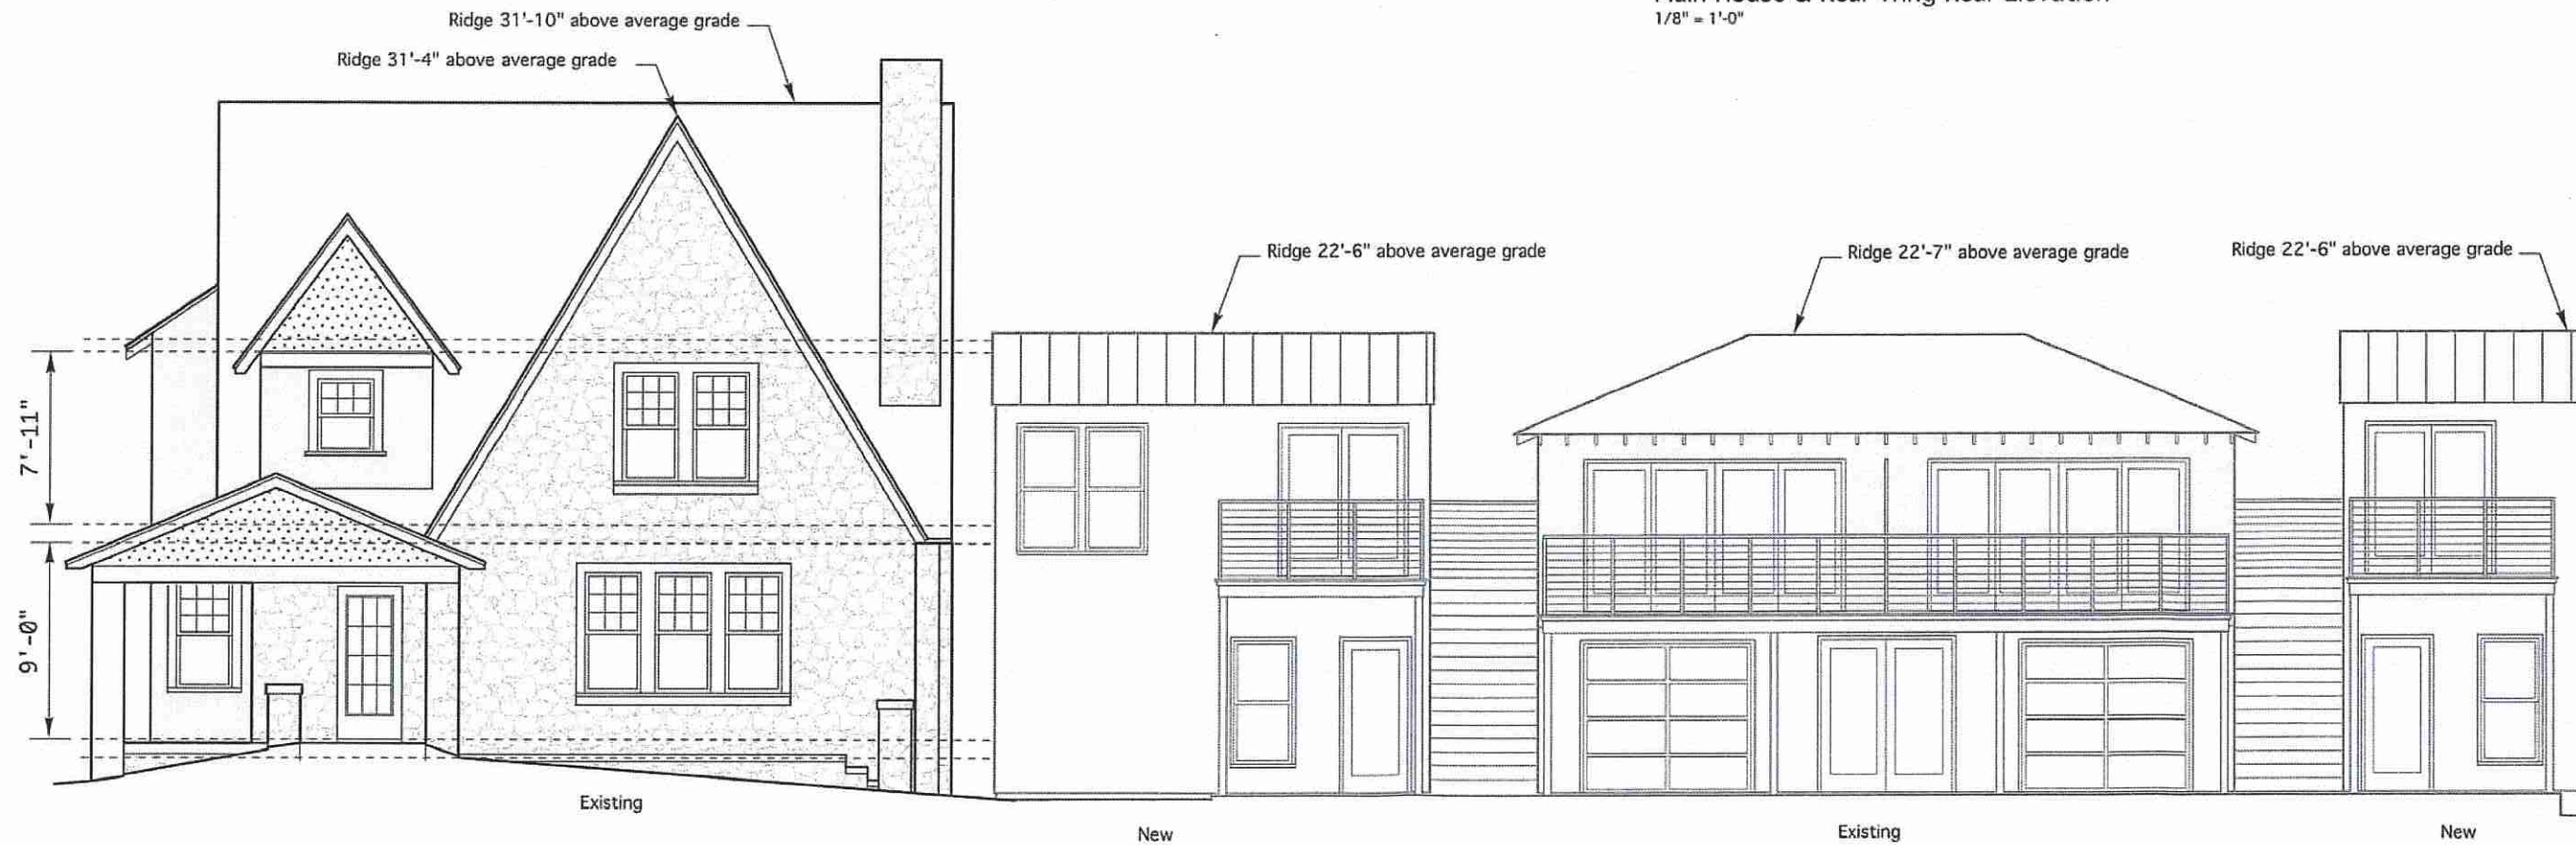 Rear Elevation
1/8" = 1'-0"
Ridge 31'-10" above average grade
Ridge 31'-4" above average grade
Ridge 22'-6" above average grade
Ridge 22'-7" above average grade
Ridge 22'-6" above average grade
7'-11"
9'-0"
Existing
New
Existing
New